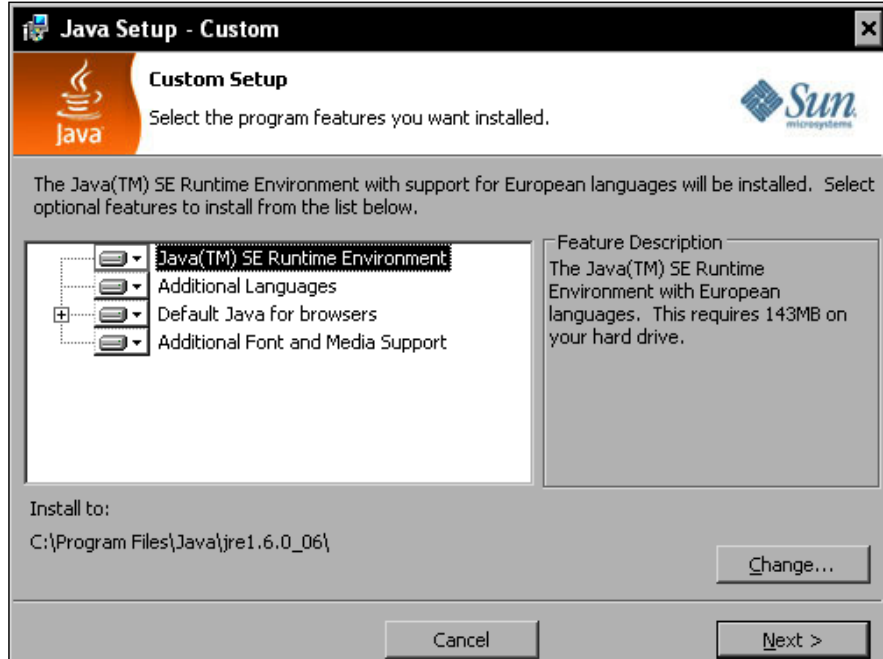 Java Setup - Custom
Custom Setup
Select the program features you want installed.
Java
Sun
microsystems
The Java(TM) SE Runtime Environment with support for European languages will be installed. Select
optional features to install from the list below.
Java(TM) SE Runtime Environment
Additional Languages
Default Java for browsers
Additional Font and Media Support
Feature Description
The Java(TM) SE Runtime
Environment with European
languages. This requires 143MB on
your hard drive.
Install to:
C:\Program Files\Java\jre1.6.0_06\
Change...
Cancel
Next >